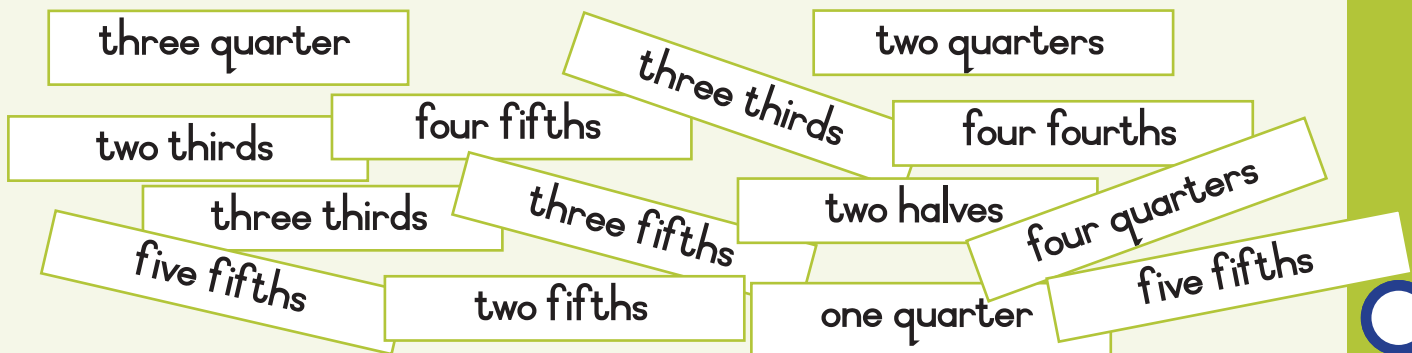 three quarter
two quarters
three thirds
four fifths
four fourths
two thirds
four quarters
three thirds
three fifths
two halves
five fifths
five fifths
two fifths
one quarter